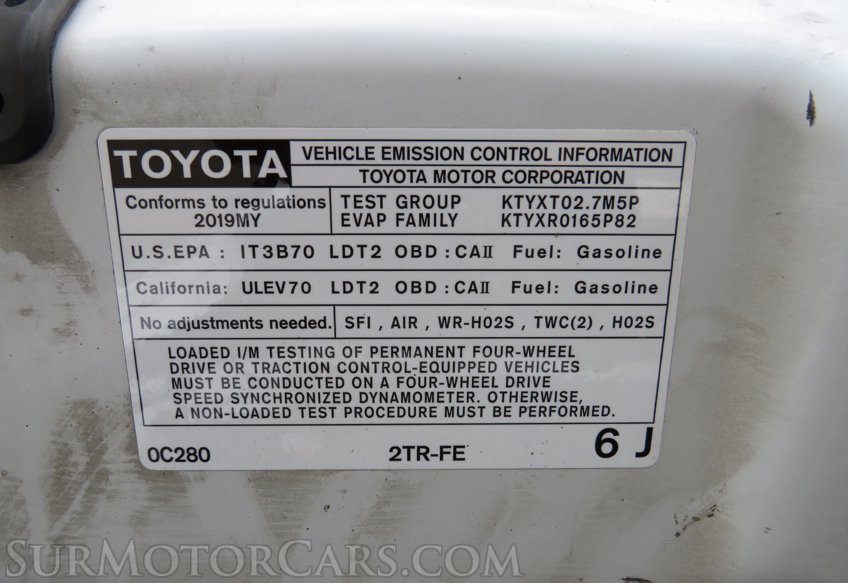 TOYOTA
VEHICLE EMISSION CONTROL INFORMATION
TOYOTA MOTOR CORPORATION
Conforms to regulations
2019MY
TEST GROUP KTYXT02.7M5P
EVAP FAMILY KTYXR0165P82
U.S.EPA : IT3B70 LDT2 OBD : CAII Fuel: Gasoline
California: ULEV70 LDT2 OBD : CAII Fuel: Gasoline
No adjustments needed. SFI , AIR , WR-HO2S , TWC(2) , HO2S
LOADED I/M TESTING OF PERMANENT FOUR-WHEEL
DRIVE OR TRACTION CONTROL-EQUIPPED VEHICLES
MUST BE CONDUCTED ON A FOUR-WHEEL DRIVE
SPEED SYNCHRONIZED DYNAMOMETER. OTHERWISE,
A NON-LOADED TEST PROCEDURE MUST BE PERFORMED.
0C280 2TR-FE 6 J
SurMotorCars.com